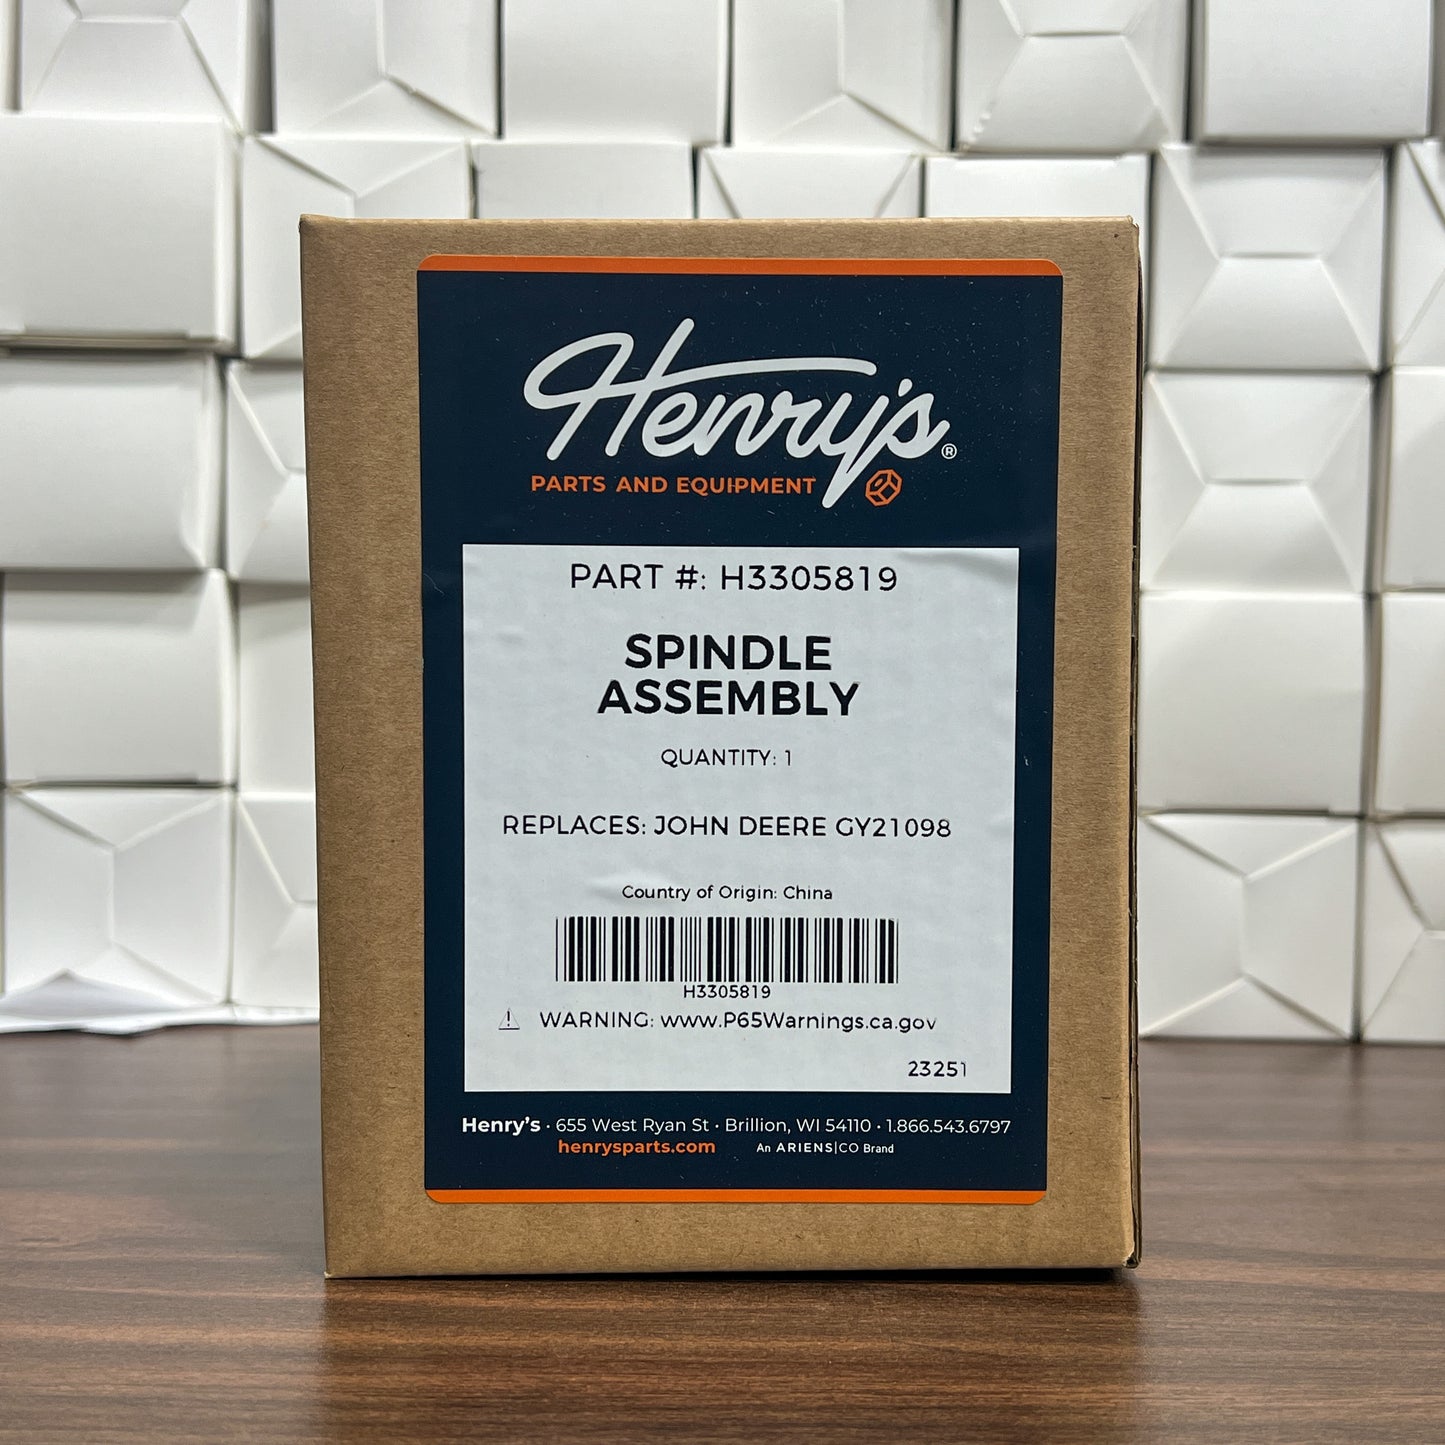 Henry's®
PARTS AND EQUIPMENT
PART #: H3305819
SPINDLE
ASSEMBLY
QUANTITY: 1
REPLACES: JOHN DEERE GY21098
Country of Origin: China
H3305819
⚠ WARNING: www.P65Warnings.ca.gov
23251
Henry's · 655 West Ryan St · Brillion, WI 54110 · 1.866.543.6797
henrysparts.com An ARIENS|CO Brand